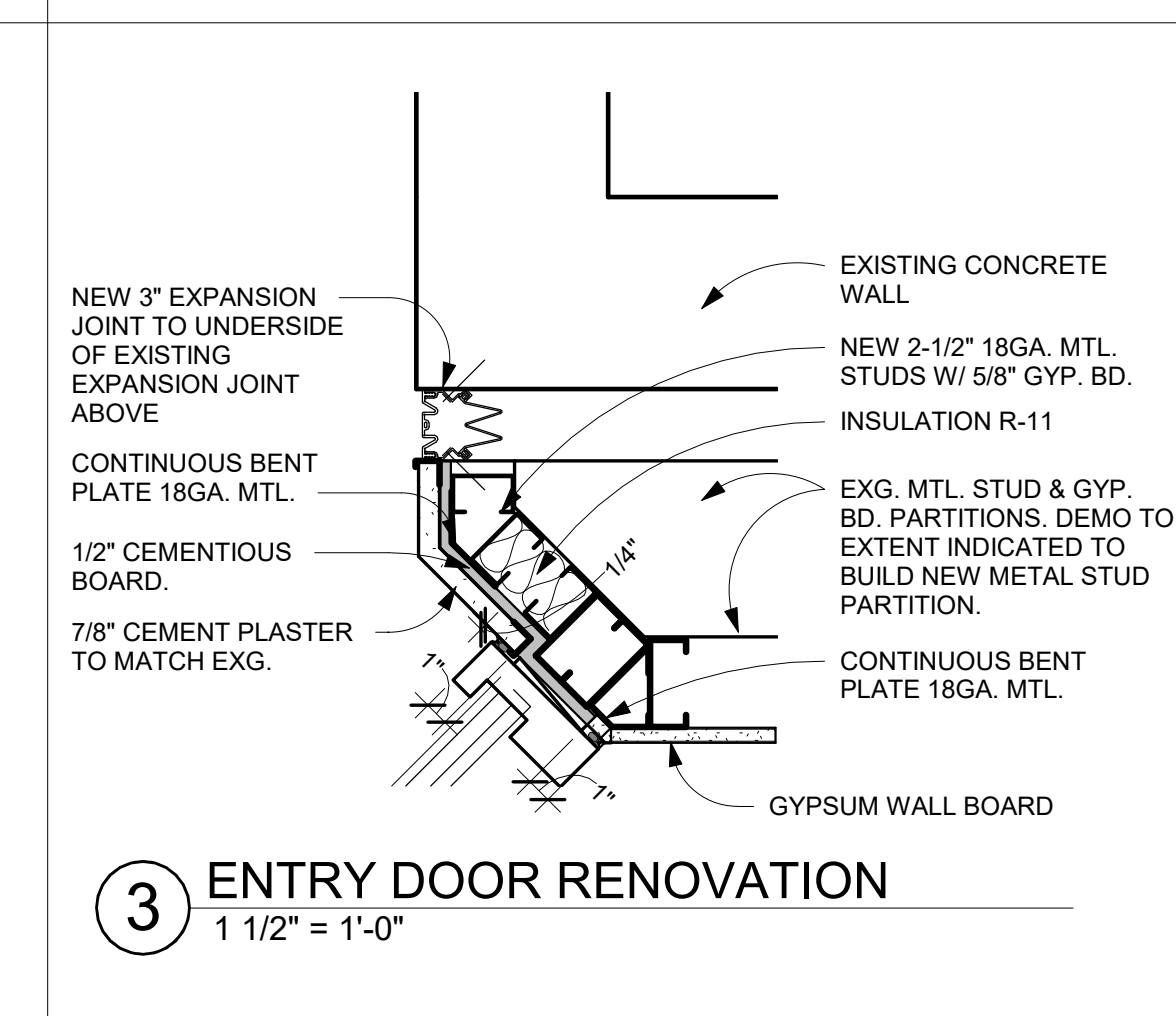 NEW 3" EXPANSION
JOINT TO UNDERSIDE
OF EXISTING
EXPANSION JOINT
ABOVE
CONTINUOUS BENT
PLATE 18GA. MTL.
1/2" CEMENTIOUS
BOARD.
7/8" CEMENT PLASTER
TO MATCH EXG.
EXISTING CONCRETE
WALL
NEW 2-1/2" 18GA. MTL.
STUDS W/ 5/8" GYP. BD.
INSULATION R-11
EXG. MTL. STUD & GYP.
BD. PARTITIONS. DEMO TO
EXTENT INDICATED TO
BUILD NEW METAL STUD
PARTITION.
CONTINUOUS BENT
PLATE 18GA. MTL.
GYPSUM WALL BOARD
1/4"
1"
1"
3
ENTRY DOOR RENOVATION
1 1/2" = 1'-0"